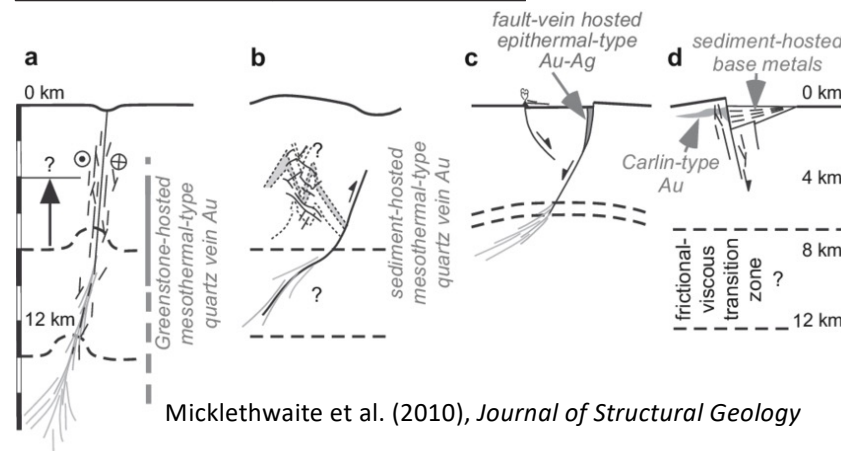 a
0 km
?
12 km
Greenstone-hosted
mesothermal-type
quartz vein Au
b
?
?
sediment-hosted
mesothermal-type
quartz vein Au
c
fault-vein hosted
epithermal-type
Au-Ag
d
sediment-hosted
base metals
0 km
Carlin-type
Au
4 km
8 km
frictional-
viscous
transition
zone ?
12 km
Micklethwaite et al. (2010), Journal of Structural Geology